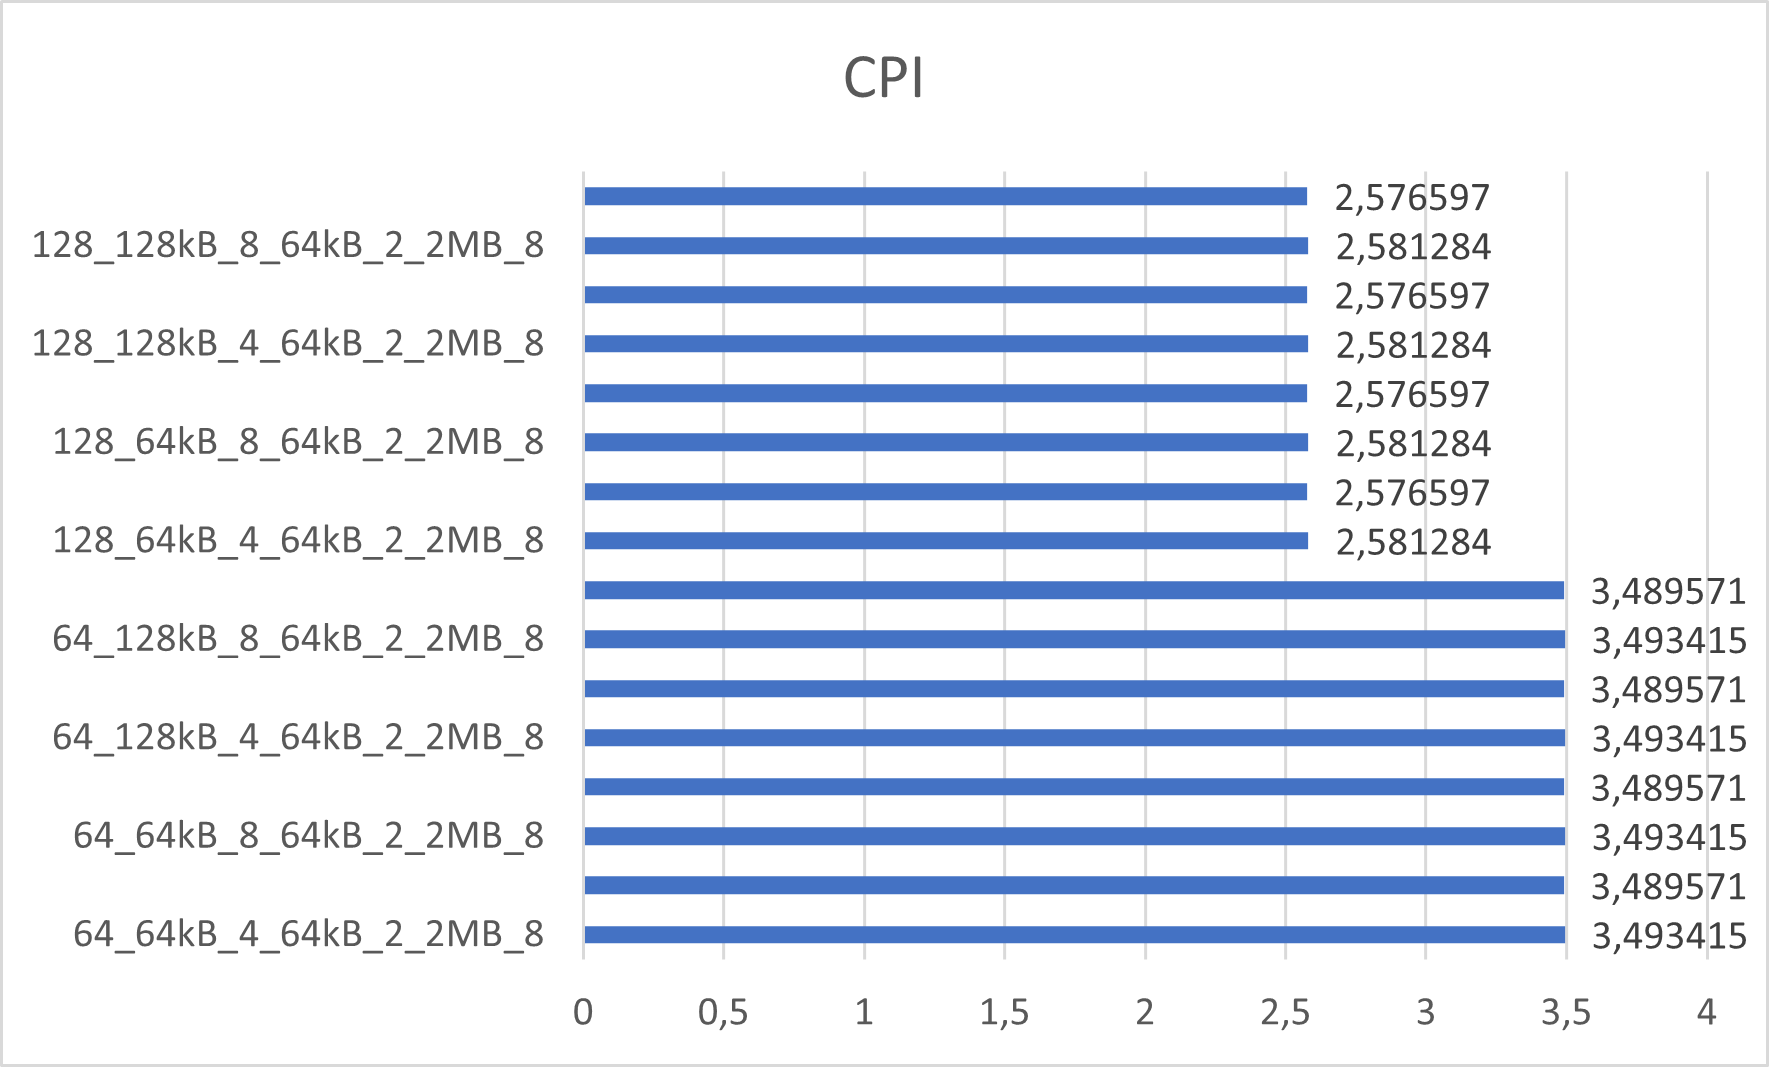 CPI
2,576597
128_128kB_8_64kB_2_2MB_8 2,581284
2,576597
128_128kB_4_64kB_2_2MB_8 2,581284
2,576597
128_64kB_8_64kB_2_2MB_8 2,581284
2,576597
128_64kB_4_64kB_2_2MB_8 2,581284
3,489571
64_128kB_8_64kB_2_2MB_8 3,493415
3,489571
64_128kB_4_64kB_2_2MB_8 3,493415
3,489571
64_64kB_8_64kB_2_2MB_8 3,493415
3,489571
64_64kB_4_64kB_2_2MB_8 3,493415
0 0,5 1 1,5 2 2,5 3 3,5 4